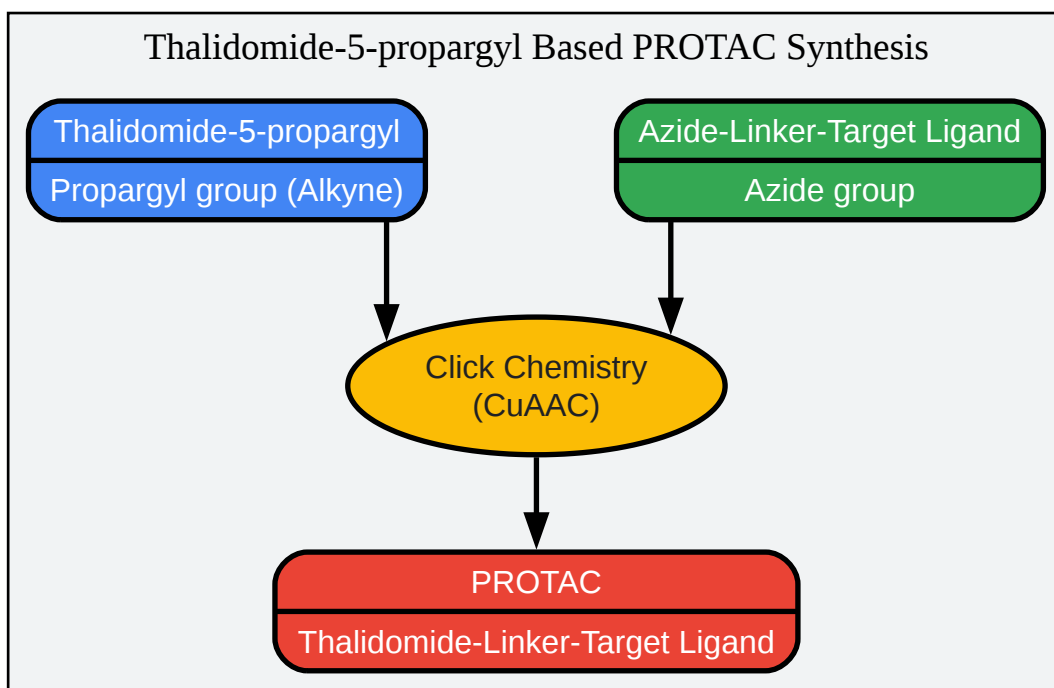 Thalidomide-5-propargyl Based PROTAC Synthesis
Thalidomide-5-propargyl
Propargyl group (Alkyne)
Azide-Linker-Target Ligand
Azide group
Click Chemistry
(CuAAC)
PROTAC
Thalidomide-Linker-Target Ligand